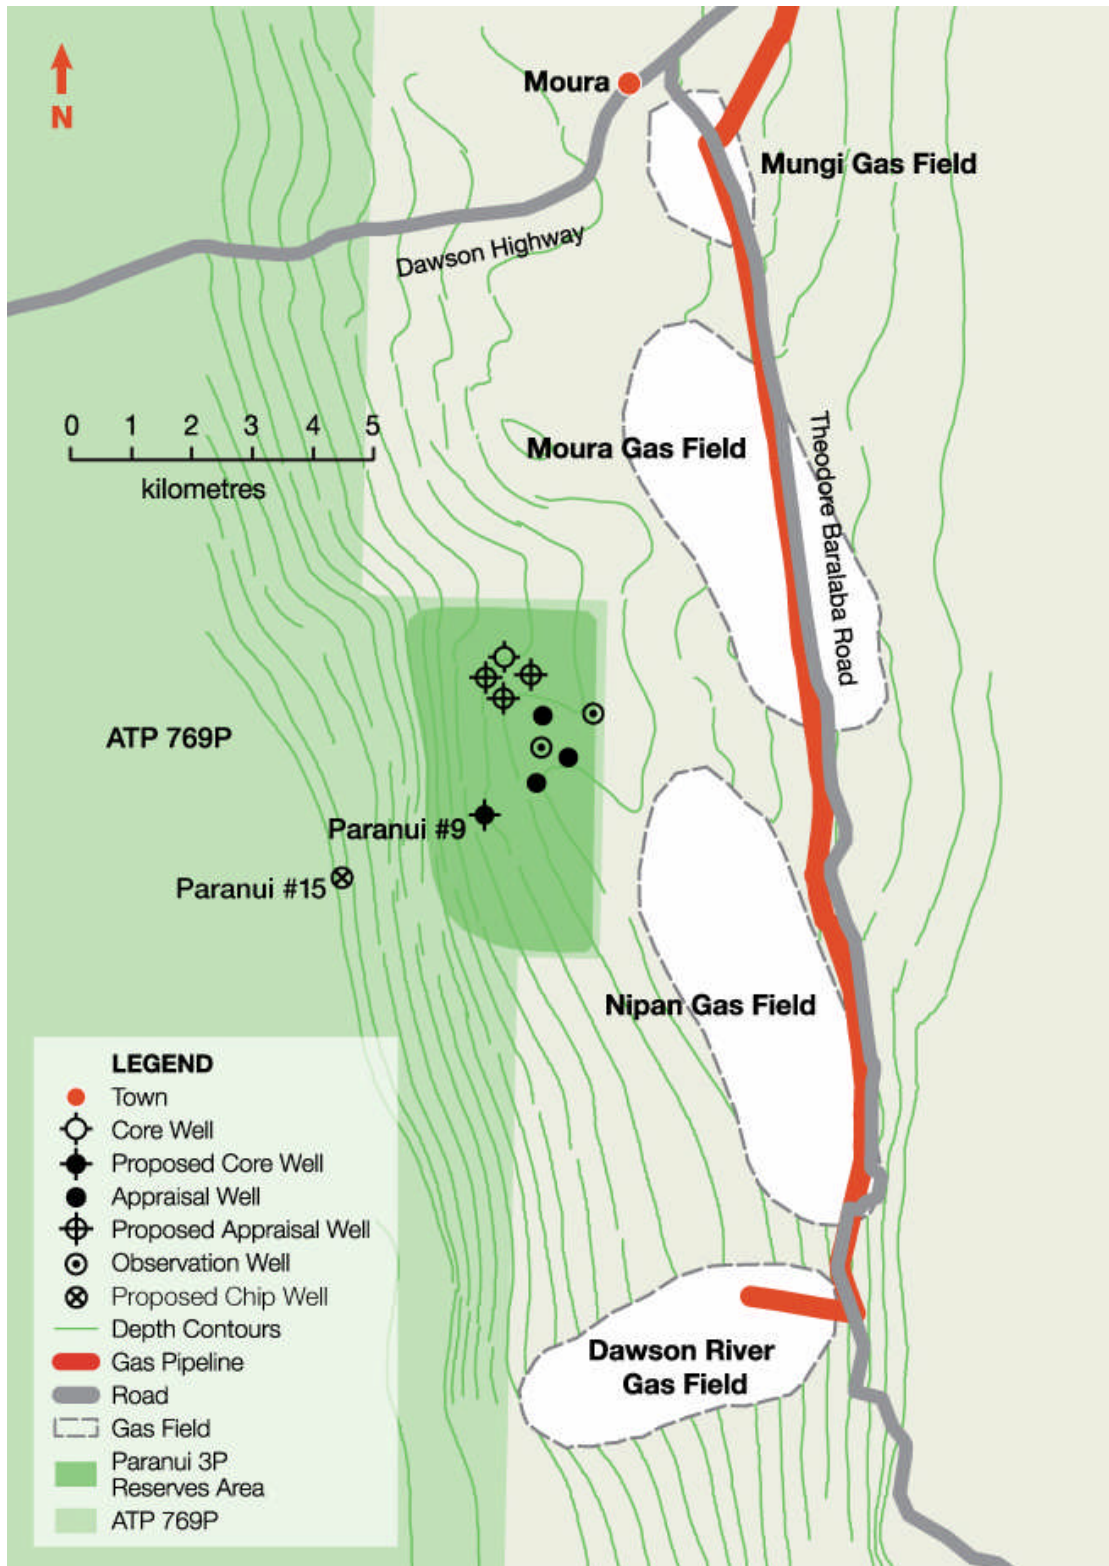 N
Moura
Mungi Gas Field
Dawson Highway
0 1 2 3 4 5
kilometres
Moura Gas Field
Theodore Baralaba Road
ATP 769P
Paranui #9
Paranui #15
Nipan Gas Field
Dawson River
Gas Field
LEGEND
Town
Core Well
Proposed Core Well
Appraisal Well
Proposed Appraisal Well
Observation Well
Proposed Chip Well
Depth Contours
Gas Pipeline
Road
Gas Field
Paranui 3P
Reserves Area
ATP 769P